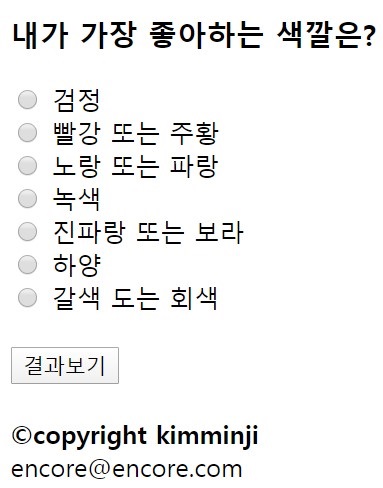 내가 가장 좋아하는 색깔은?
검정
빨강 또는 주황
노랑 또는 파랑
녹색
진파랑 또는 보라
하양
갈색 도는 회색
결과보기
©copyright kimminji
encore@encore.com